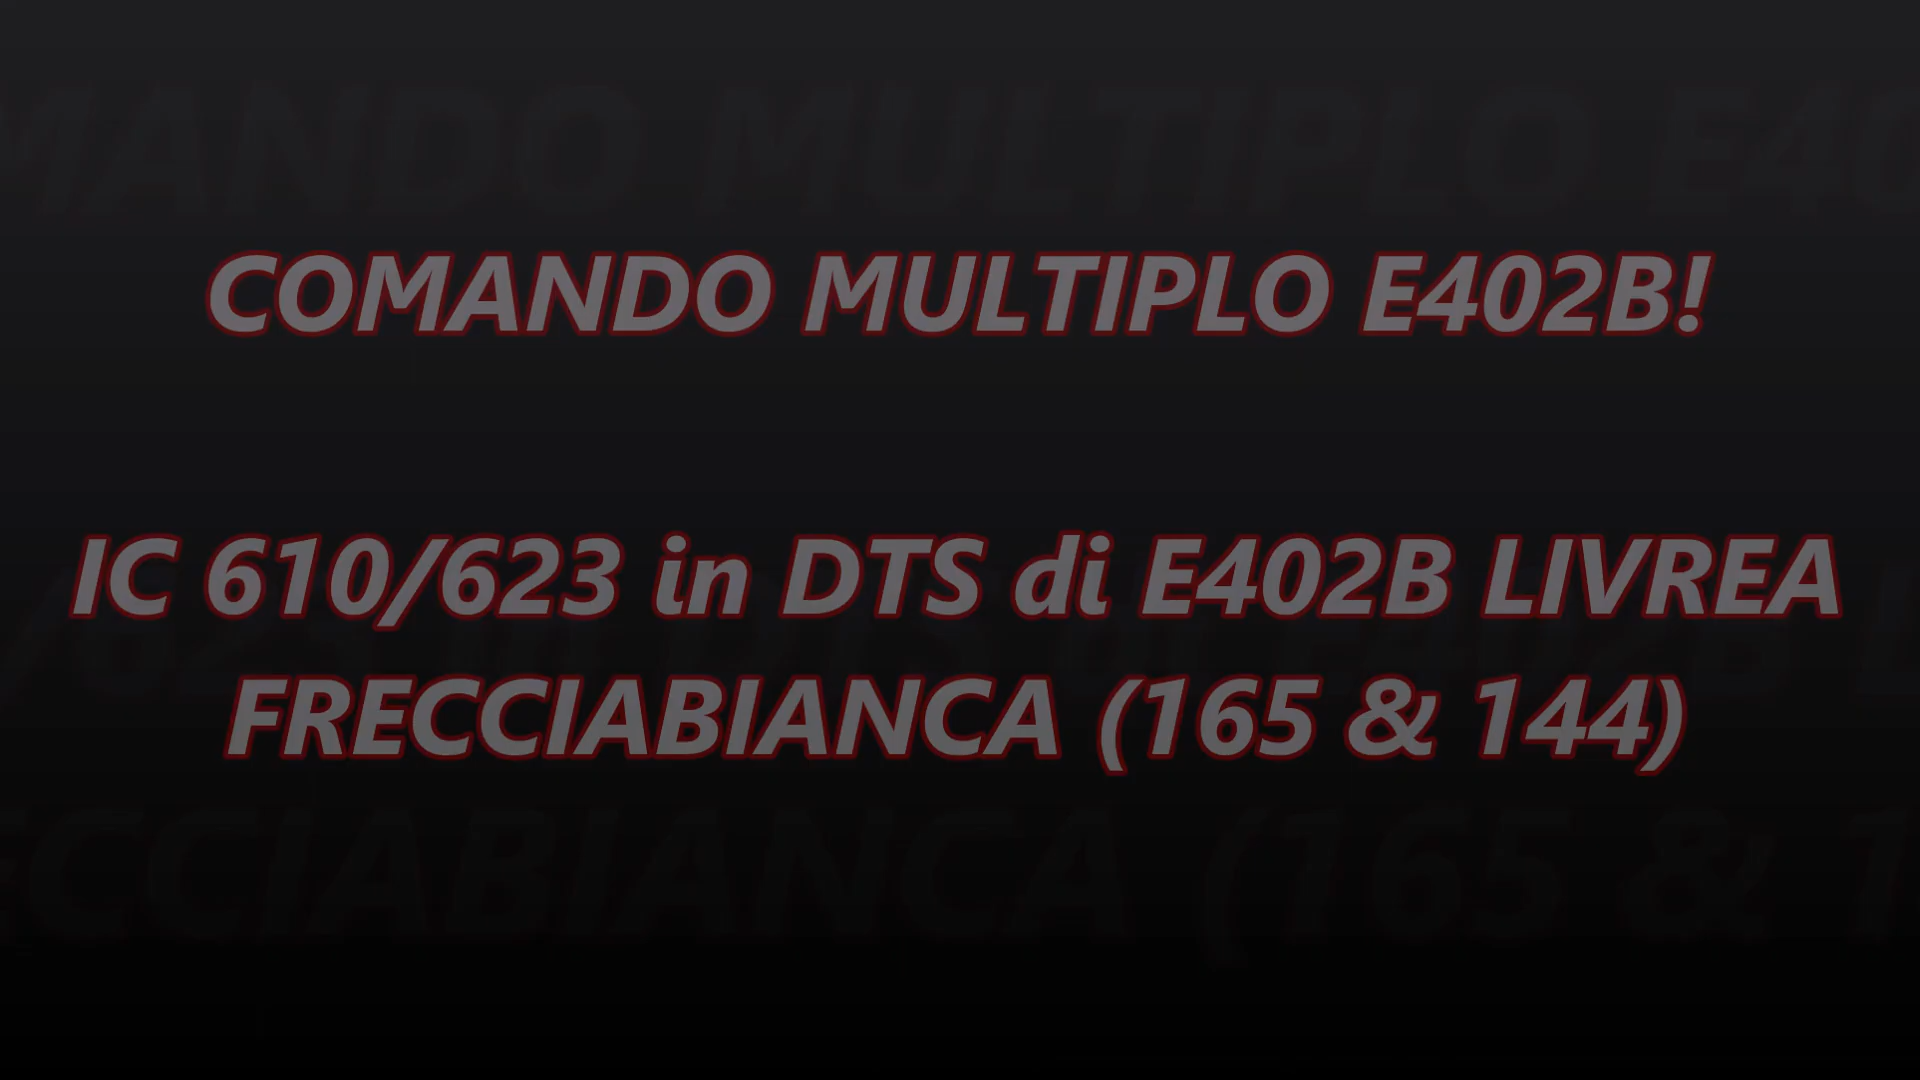 COMANDO MULTIPLO E402B!
IC 610/623 in DTS di E402B LIVREA
FRECCIABIANCA (165 & 144)